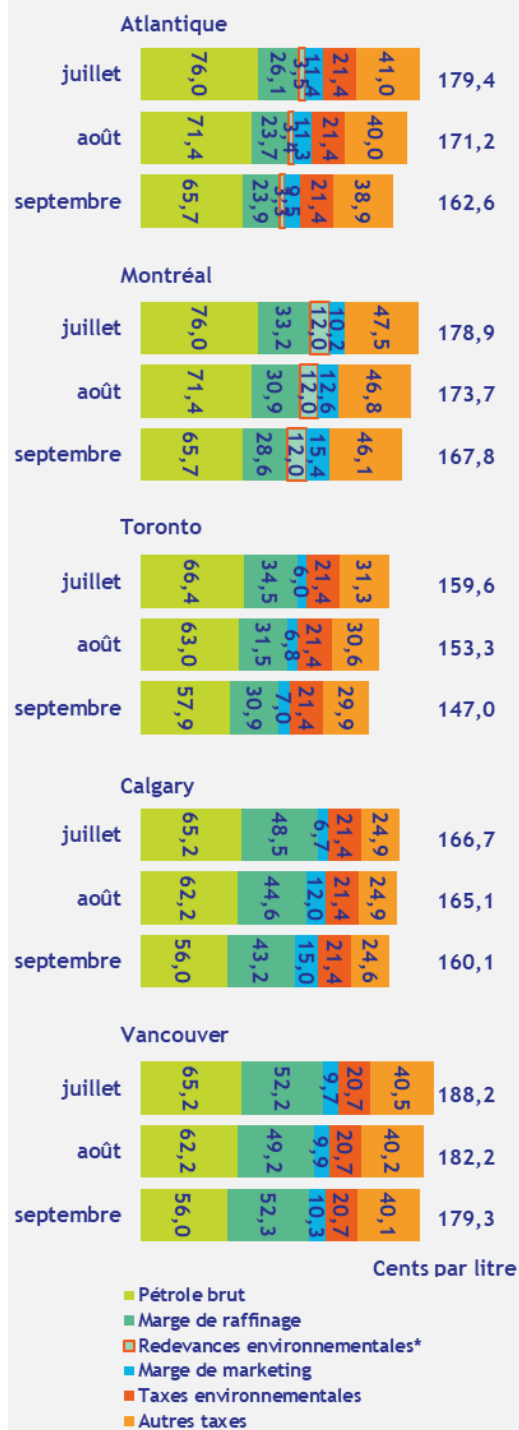 Atlantique
juillet 76,0 26,1 3,5 11,4 21,4 41,0 179,4
août 71,4 23,7 3,4 11,3 21,4 40,0 171,2
septembre 65,7 23,9 3,3 9,5 21,4 38,9 162,6
Montréal
juillet 76,0 33,2 12,0 10,2 47,5 178,9
août 71,4 30,9 12,0 12,6 46,8 173,7
septembre 65,7 28,6 12,0 15,4 46,1 167,8
Toronto
juillet 66,4 34,5 6,0 21,4 31,3 159,6
août 63,0 31,5 6,8 21,4 30,6 153,3
septembre 57,9 30,9 7,0 21,4 29,9 147,0
Calgary
juillet 65,2 48,5 6,7 21,4 24,9 166,7
août 62,2 44,6 12,0 21,4 24,9 165,1
septembre 56,0 43,2 15,0 21,4 24,6 160,1
Vancouver
juillet 65,2 52,2 9,7 20,7 40,5 188,2
août 62,2 49,2 9,9 20,7 40,2 182,2
septembre 56,0 52,3 10,3 20,7 40,1 179,3
Cents par litre
Pétrole brut
Marge de raffinage
Redevances environnementales*
Marge de marketing
Taxes environnementales
Autres taxes